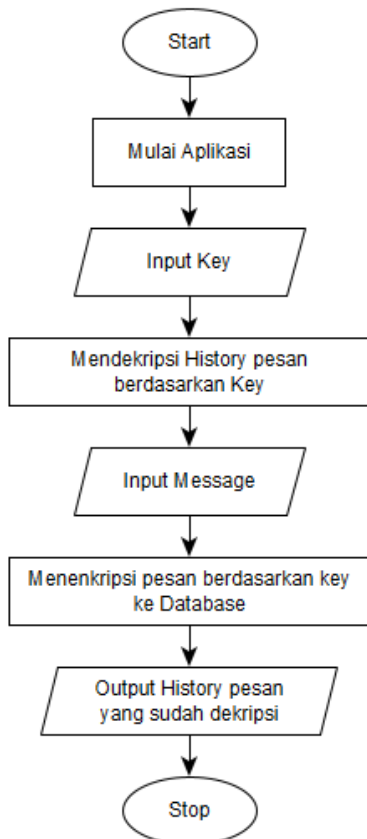 Start
Mulai Aplikasi
Input Key
Mendekripsi History pesan
berdasarkan Key
Input Message
Menenkripsi pesan berdasarkan key
ke Database
Output History pesan
yang sudah dekripsi
Stop